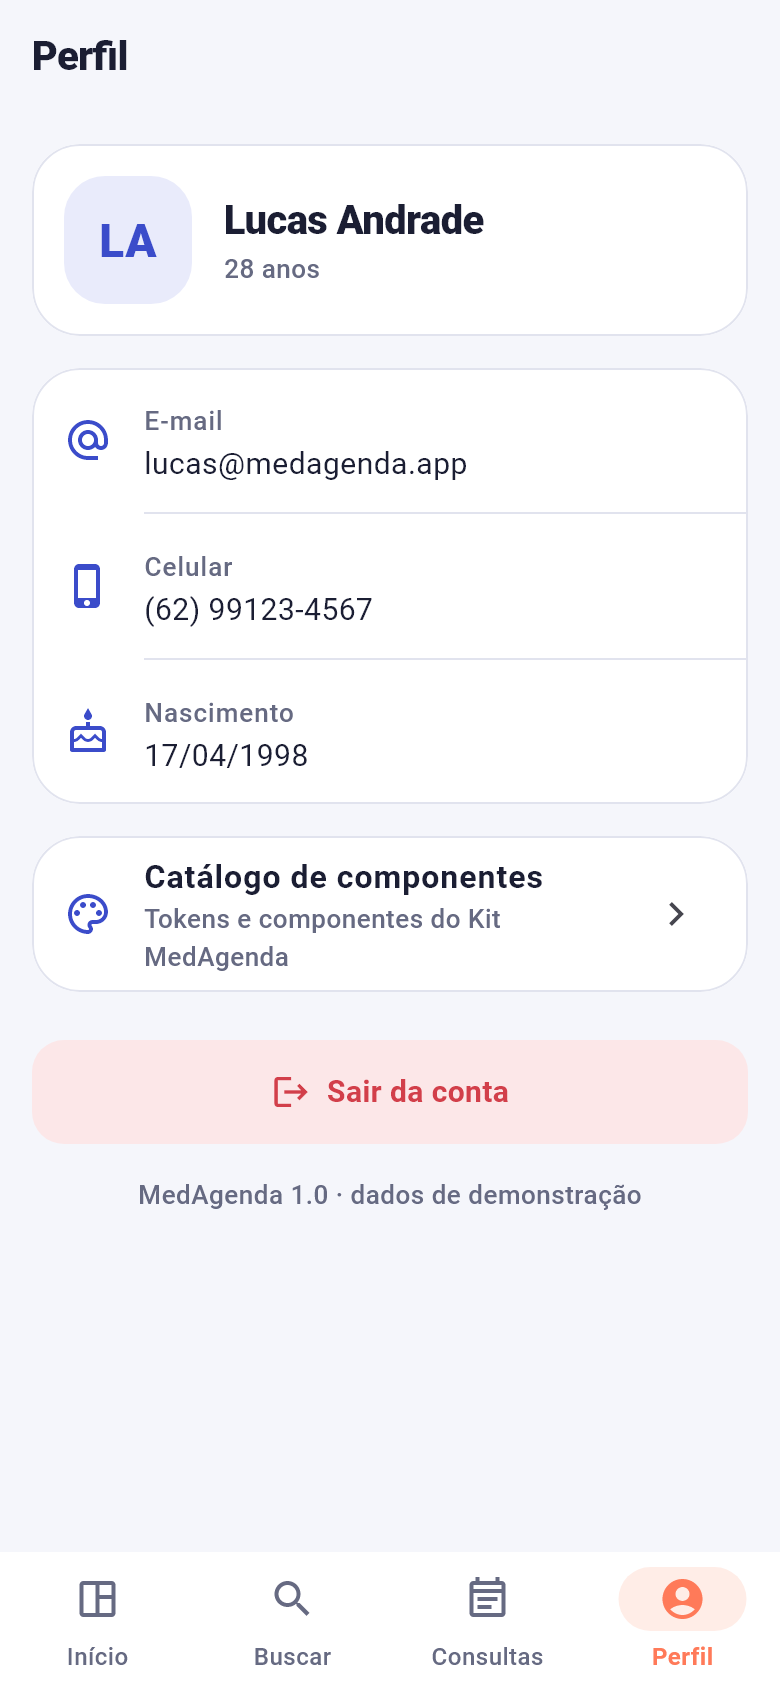 Perfil
LA
Lucas Andrade
28 anos
E-mail
lucas@medagenda.app
Celular
(62) 99123-4567
Nascimento
17/04/1998
Catálogo de componentes
Tokens e componentes do Kit
MedAgenda
Sair da conta
MedAgenda 1.0 · dados de demonstração
Início
Buscar
Consultas
Perfil